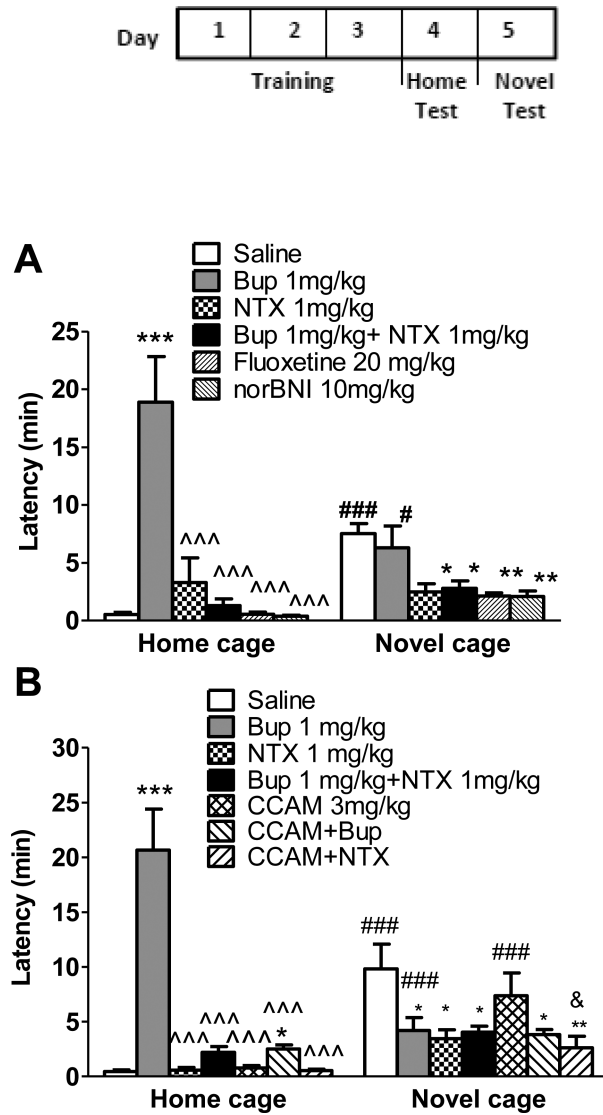 Day 1 2 3 4 5
Training Home Novel
Test Test
A
Saline
Bup 1mg/kg
NTX 1mg/kg
Bup 1mg/kg+ NTX 1mg/kg
Fluoxetine 20 mg/kg
norBNI 10mg/kg
Latency (min)
25
20
15
10
5
0
***
^^^
^^^
^^^
^^^
###
#
*
*
**
**
Home cage Novel cage
B
Saline
Bup 1 mg/kg
NTX 1 mg/kg
Bup 1 mg/kg+NTX 1mg/kg
CCAM 3mg/kg
CCAM+Bup
CCAM+NTX
Latency (min)
30
25
20
15
10
5
0
***
^^^
^^^
^^^
^^^
*
^^^
###
###
*
*
*
###
*
&
**
Home cage Novel cage